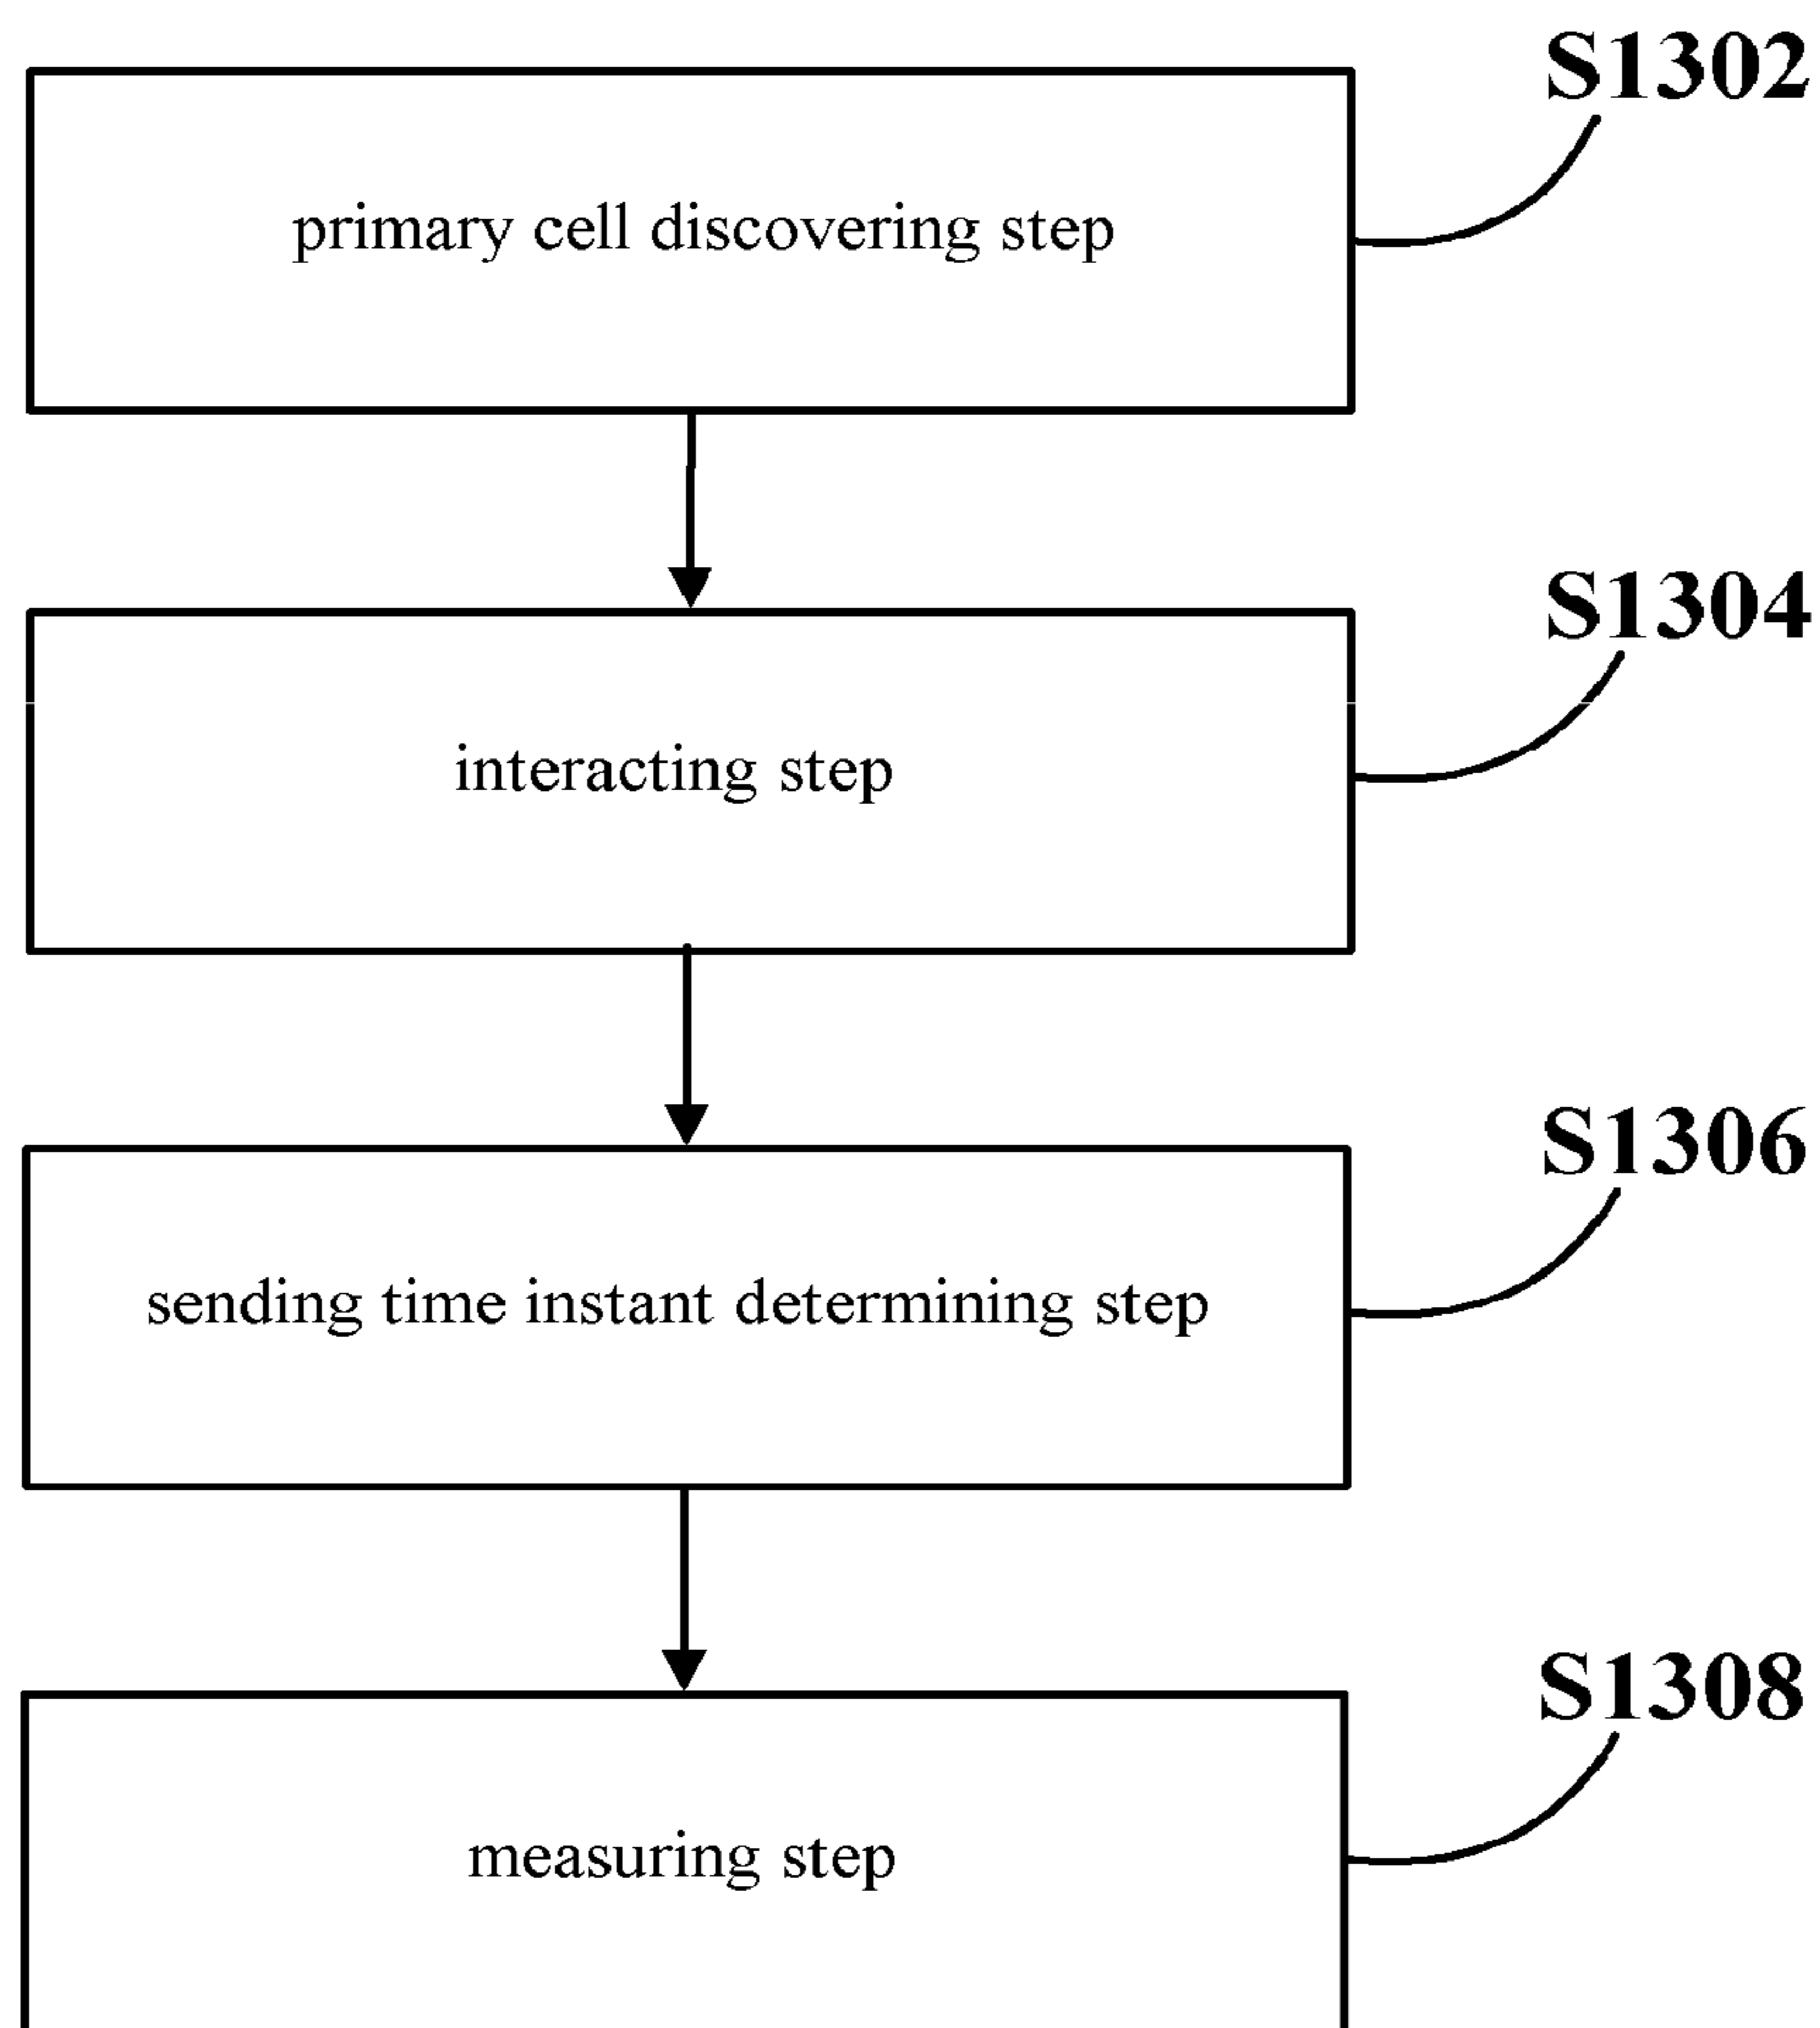 S1302
primary cell discovering step
S1304
interacting step
S1306
sending time instant determining step
S1308
measuring step